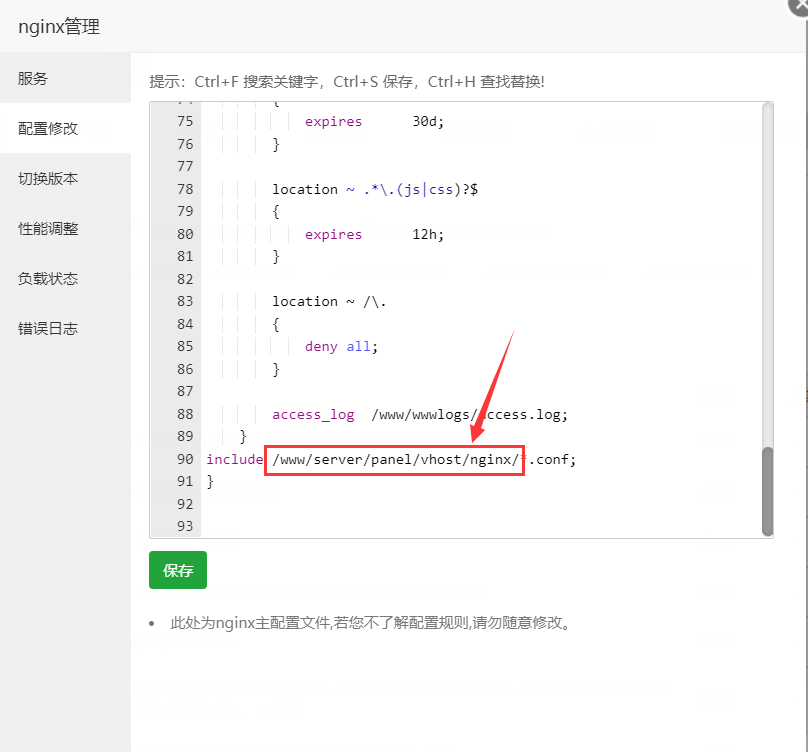 nginx管理
服务
配置修改
切换版本
性能调整
负载状态
错误日志
提示：Ctrl+F 搜索关键字，Ctrl+S 保存，Ctrl+H 查找替换!
{
75 expires 30d;
76 }
77
78 location ~ .*\.(js|css)?$
79 {
80 expires 12h;
81 }
82
83 location ~ /\.
84 {
85 deny all;
86 }
87
88 access_log /www/wwwlogs/access.log;
89 }
90 include /www/server/panel/vhost/nginx/*.conf;
91 }
92
93
保存
此处为nginx主配置文件,若您不了解配置规则,请勿随意修改。